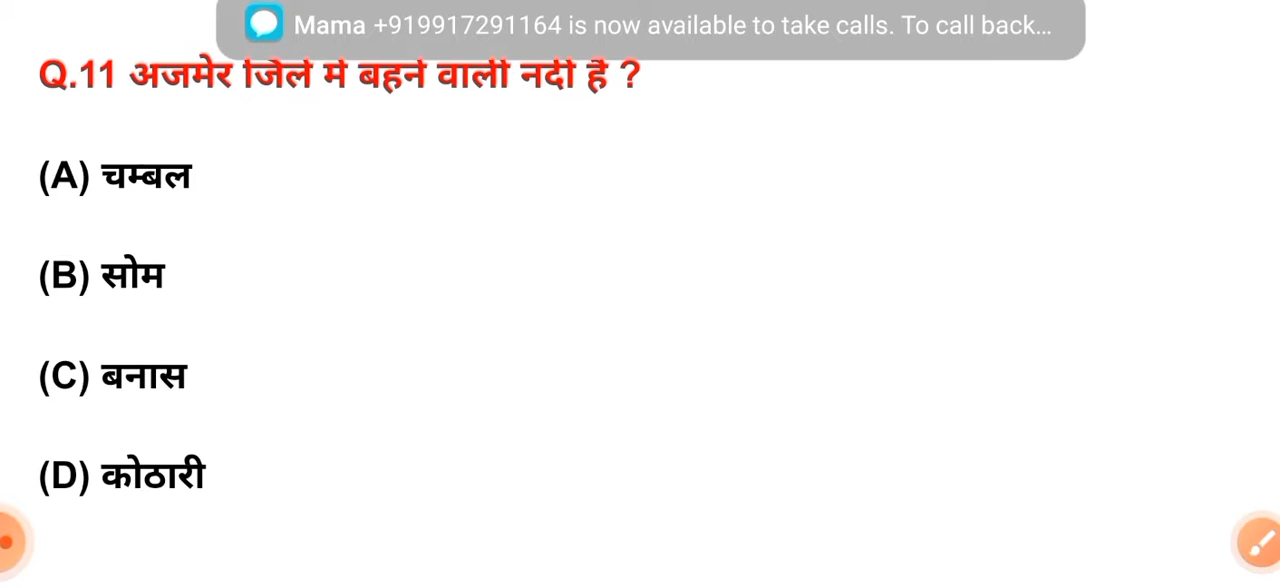 Mama +919917291164 is now available to take calls. To call back...
Q.11 अजमेर जिले में बहने वाली नदी है ?
(A) चम्बल
(B) सोम
(C) बनास
(D) कोठारी